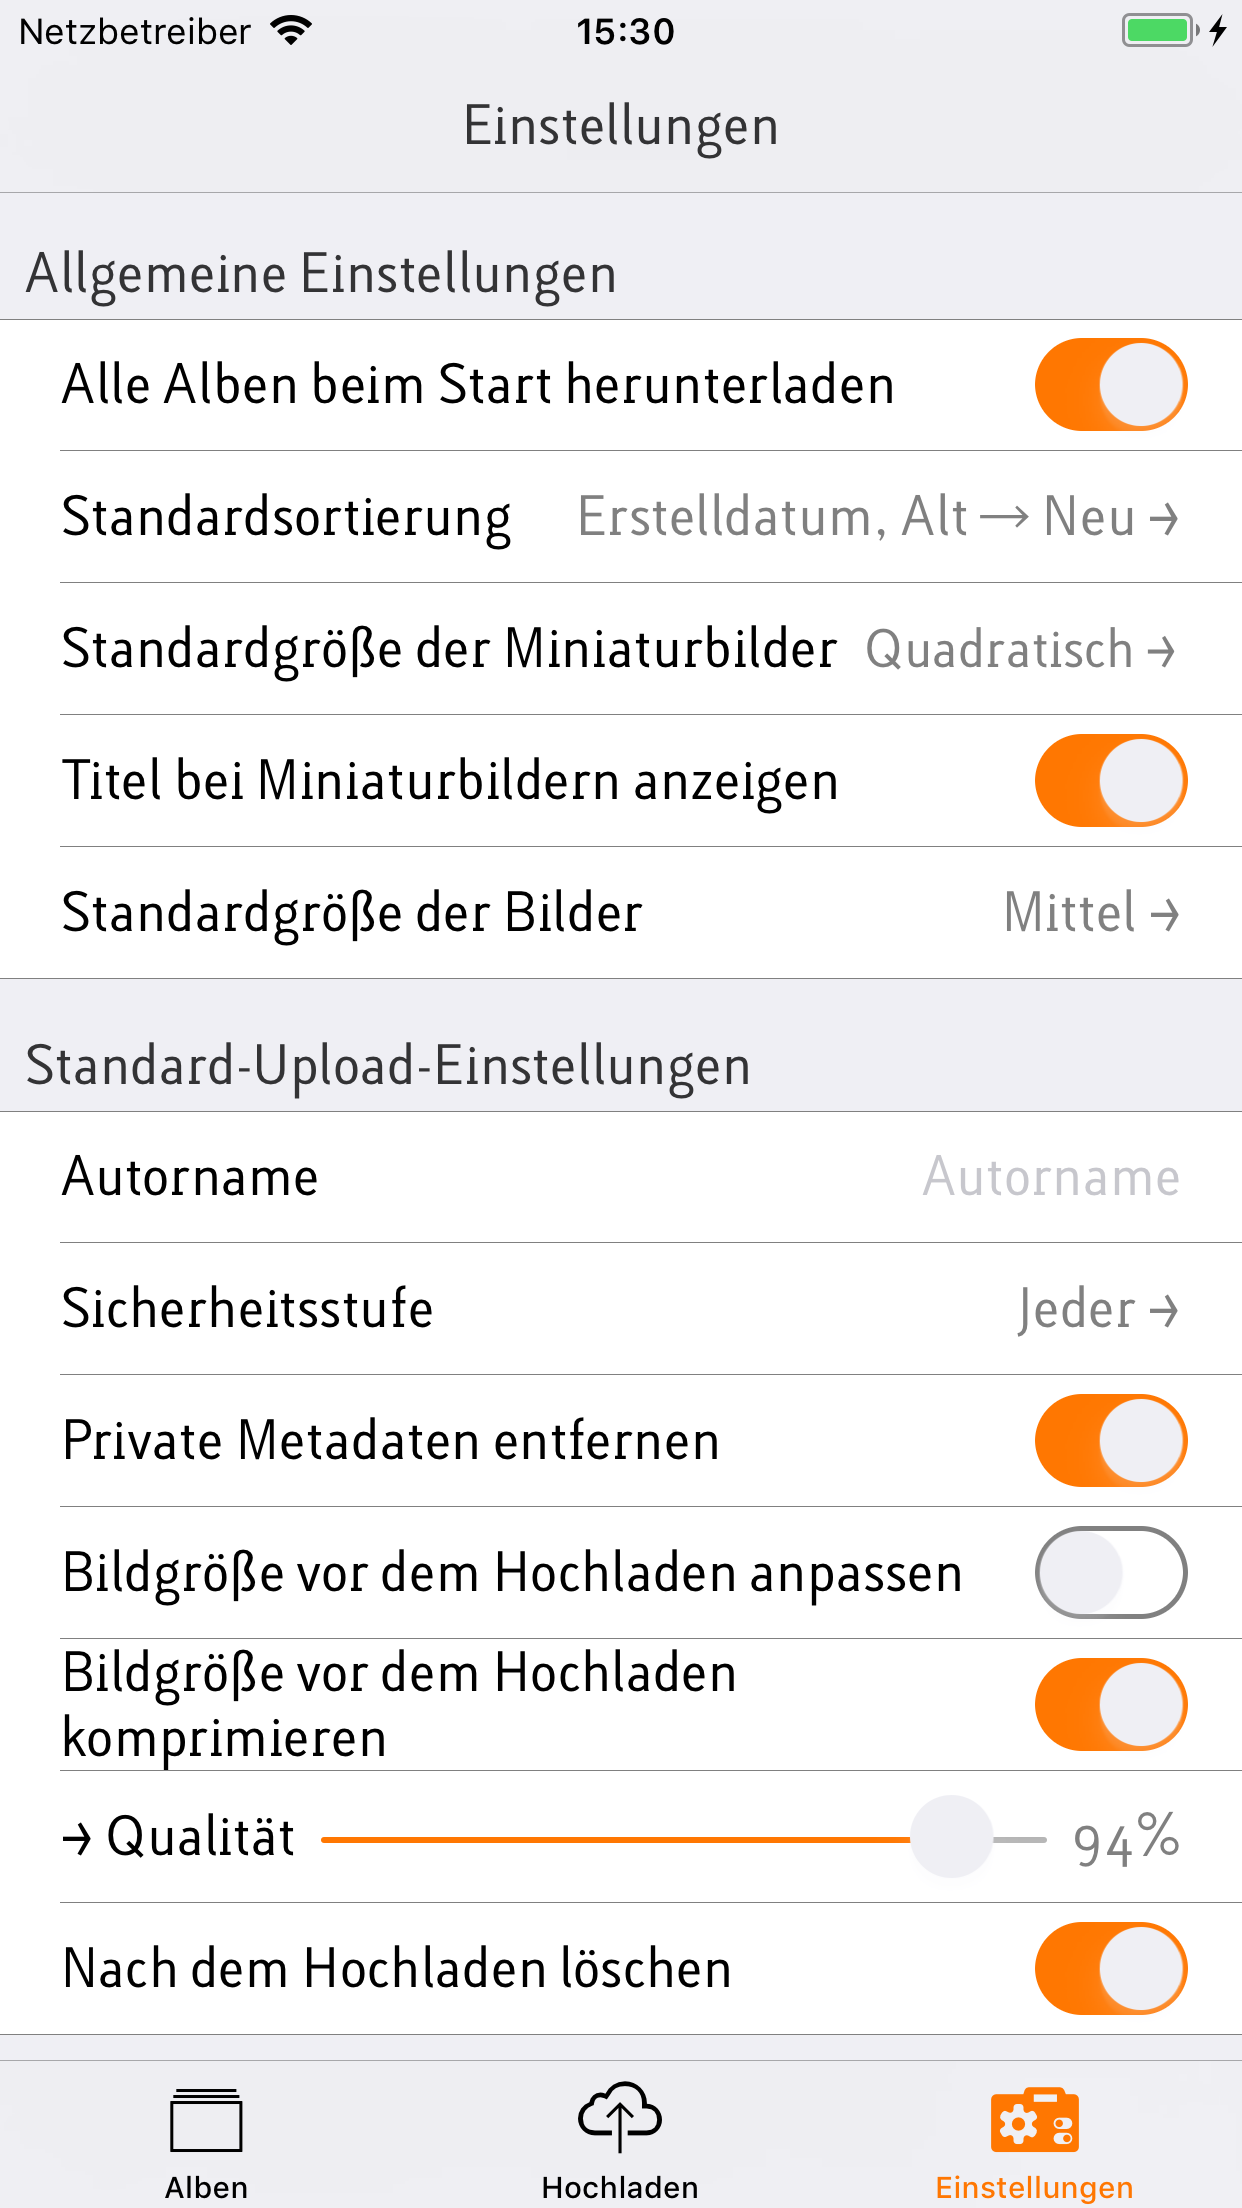 Netzbetreiber 15:30
Einstellungen
Allgemeine Einstellungen
Alle Alben beim Start herunterladen
Standardsortierung Erstelldatum, Alt → Neu →
Standardgröße der Miniaturbilder Quadratisch →
Titel bei Miniaturbildern anzeigen
Standardgröße der Bilder Mittel →
Standard-Upload-Einstellungen
Autorname Autorname
Sicherheitsstufe Jeder →
Private Metadaten entfernen
Bildgröße vor dem Hochladen anpassen
Bildgröße vor dem Hochladen
komprimieren
→ Qualität 94%
Nach dem Hochladen löschen
Alben Hochladen Einstellungen